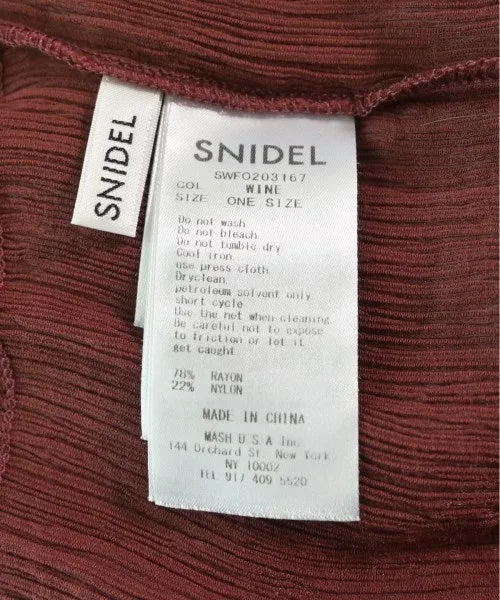 SNIDEL
SNIDEL
SWFO203167
COL WINE
SIZE ONE SIZE
Do not wash
Do not bleach
Do not tumble dry
Cool iron
use press cloth
Dryclean
petroleum solvent only
short cycle
Use the net when cleaning
Be careful not to expose
to friction or let it
get caught
78% RAYON
22% NYLON
MADE IN CHINA
MASH U S A Inc.
144 Orchard St. New York
NY 10002
TEL 917 409 5520